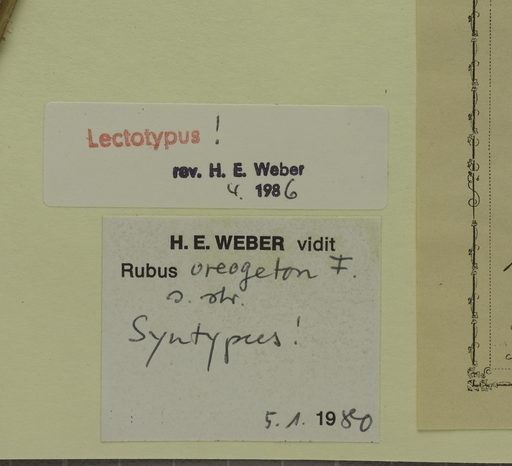 Lectotypus !
rev. H. E. Weber
4. 1986
H. E. WEBER vidit
Rubus oreogeton F.
s. str.
Syntypus!
5. 1. 1980